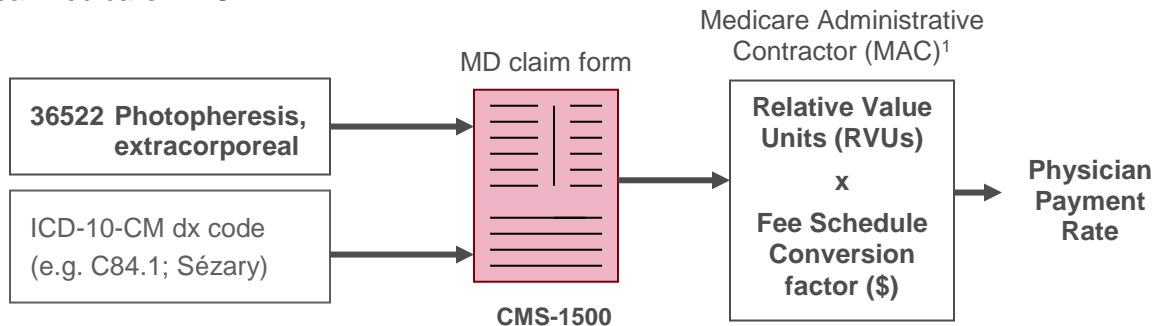 36522 Photopheresis,
extracorporeal
ICD-10-CM dx code
(e.g. C84.1; Sézary)
MD claim form
CMS-1500
Medicare Administrative
Contractor (MAC)¹
Relative Value
Units (RVUs)
x
Fee Schedule
Conversion
factor ($)
Physician
Payment
Rate